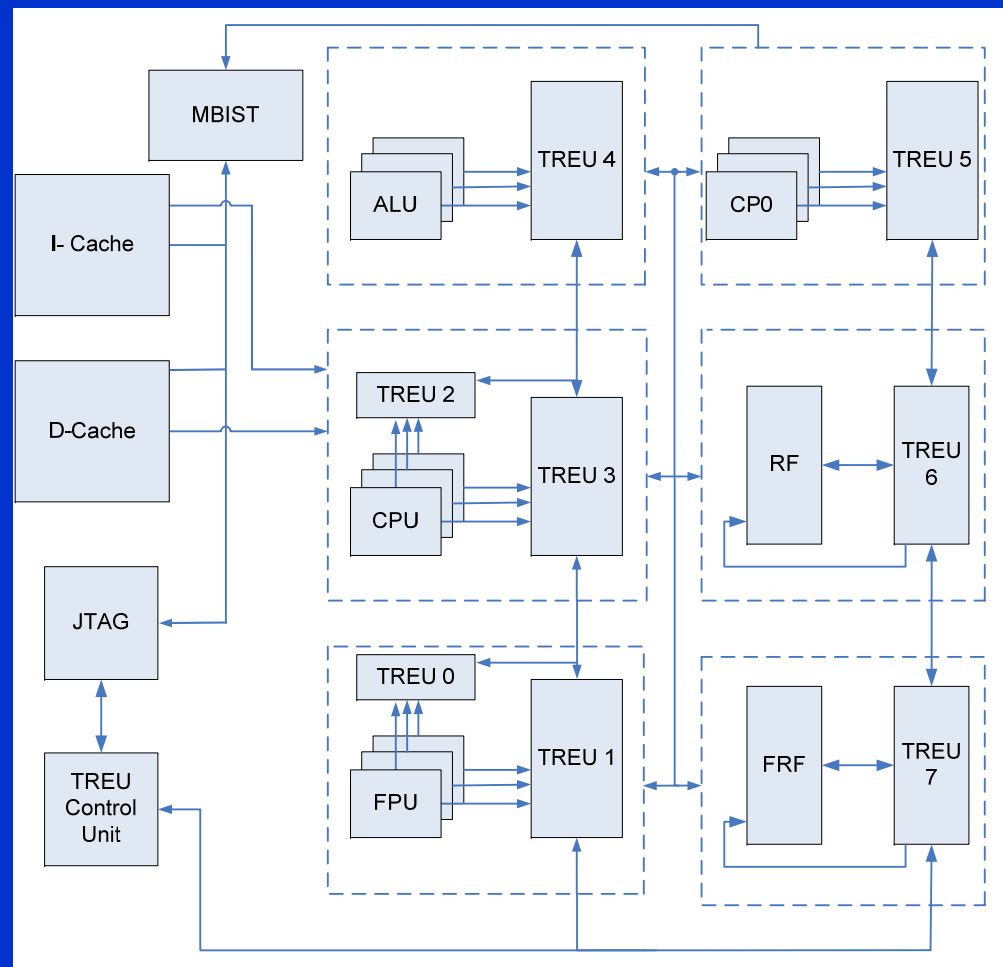 MBIST
TREU 4
ALU
TREU 5
CP0
I- Cache
D-Cache
TREU 2
TREU 3
CPU
RF
TREU
6
JTAG
TREU 0
TREU 1
FPU
FRF
TREU
7
TREU
Control
Unit